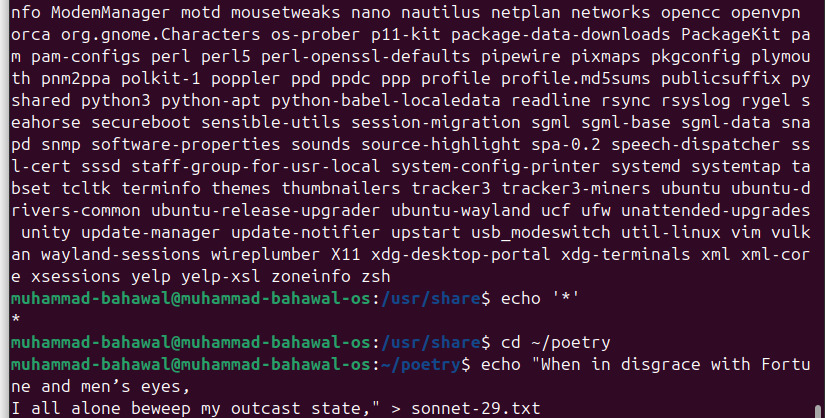 nfo ModemManager motd mousetweaks nano nautilus netplan networks opencc openvpn
orca org.gnome.Characters os-prober p11-kit package-data-downloads PackageKit pa
m pam-configs perl perl5 perl-openssl-defaults pipewire pixmaps pkgconfig plymou
th pnm2ppa polkit-1 poppler ppd ppdc ppp profile profile.md5sums publicsuffix py
shared python3 python-apt python-babel-localedata readline rsync rsyslog rygel s
eahorse secureboot sensible-utils session-migration sgml sgml-base sgml-data sna
pd snmp software-properties sounds source-highlight spa-0.2 speech-dispatcher ss
l-cert sssd staff-group-for-usr-local system-config-printer systemd systemtap ta
bset tcltk terminfo themes thumbnailers tracker3 tracker3-miners ubuntu ubuntu-d
rivers-common ubuntu-release-upgrader ubuntu-wayland ucf ufw unattended-upgrades
 unity update-manager update-notifier upstart usb_modeswitch util-linux vim vulk
an wayland-sessions wireplumber X11 xdg-desktop-portal xdg-terminals xml xml-cor
e xsessions yelp yelp-xsl zoneinfo zsh
muhammad-bahawal@muhammad-bahawal-os:/usr/share$ echo '*'
*
muhammad-bahawal@muhammad-bahawal-os:/usr/share$ cd ~/poetry
muhammad-bahawal@muhammad-bahawal-os:~/poetry$ echo "When in disgrace with Fortu
ne and men’s eyes,
I all alone beweep my outcast state," > sonnet-29.txt